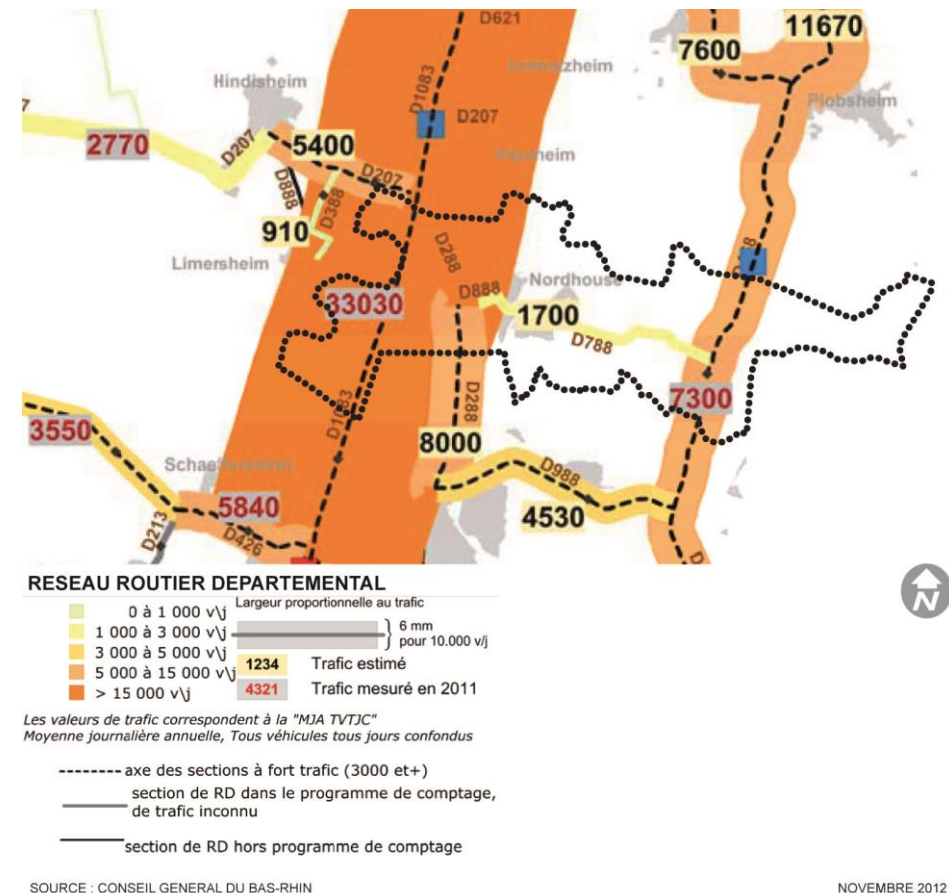 D621
11670
7600
Hindisheim
D1083
D207
Plobsheim
2770
D207
5400
D207
D888
D388
910
Limersheim
D288
Nordhouse
D888
33030
1700
D788
D1083
D288
7300
3550
8000
Schaeffersheim
D988
5840
4530
D213
D426
RESEAU ROUTIER DEPARTEMENTAL
0 à 1 000 v\j
1 000 à 3 000 v\j
3 000 à 5 000 v\j
5 000 à 15 000 v\j
> 15 000 v\j
Largeur proportionnelle au trafic
6 mm
pour 10.000 v/j
1234 Trafic estimé
4321 Trafic mesuré en 2011
N
Les valeurs de trafic correspondent à la "MJA TVTJC"
Moyenne journalière annuelle, Tous véhicules tous jours confondus
axe des sections à fort trafic (3000 et+)
section de RD dans le programme de comptage,
de trafic inconnu
section de RD hors programme de comptage
SOURCE : CONSEIL GENERAL DU BAS-RHIN
NOVEMBRE 2012